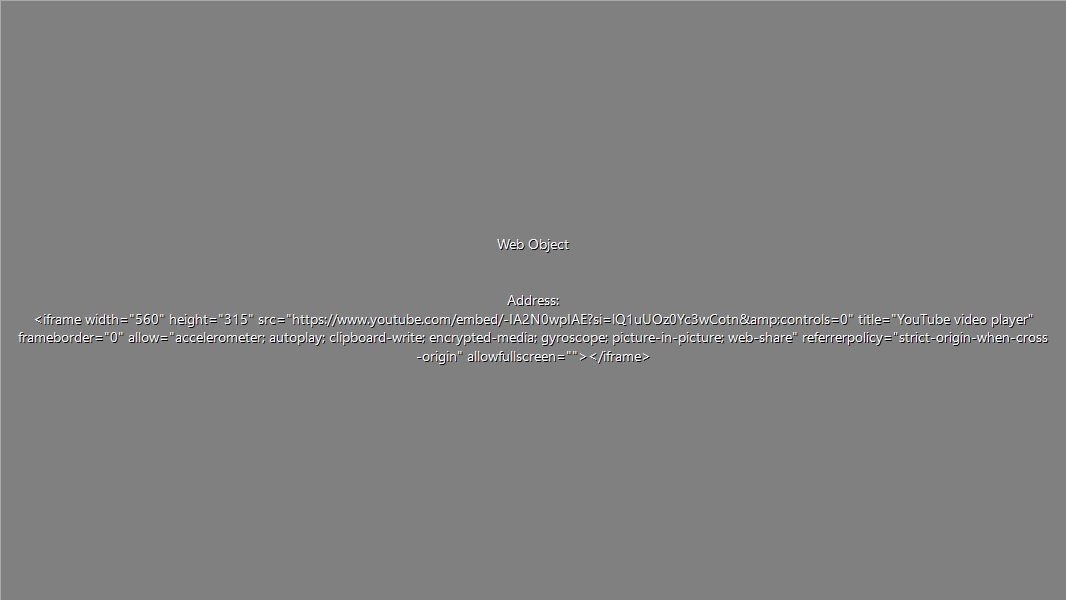 Web Object
Address:
<iframe width="560" height="315" src="https://www.youtube.com/embed/-IA2N0wpIAE?si=IQ1uUOz0Yc3wCotn&amp;controls=0" title="YouTube video player"
frameborder="0" allow="accelerometer; autoplay; clipboard-write; encrypted-media; gyroscope; picture-in-picture; web-share" referrerpolicy="strict-origin-when-cross
-origin" allowfullscreen=""></iframe>